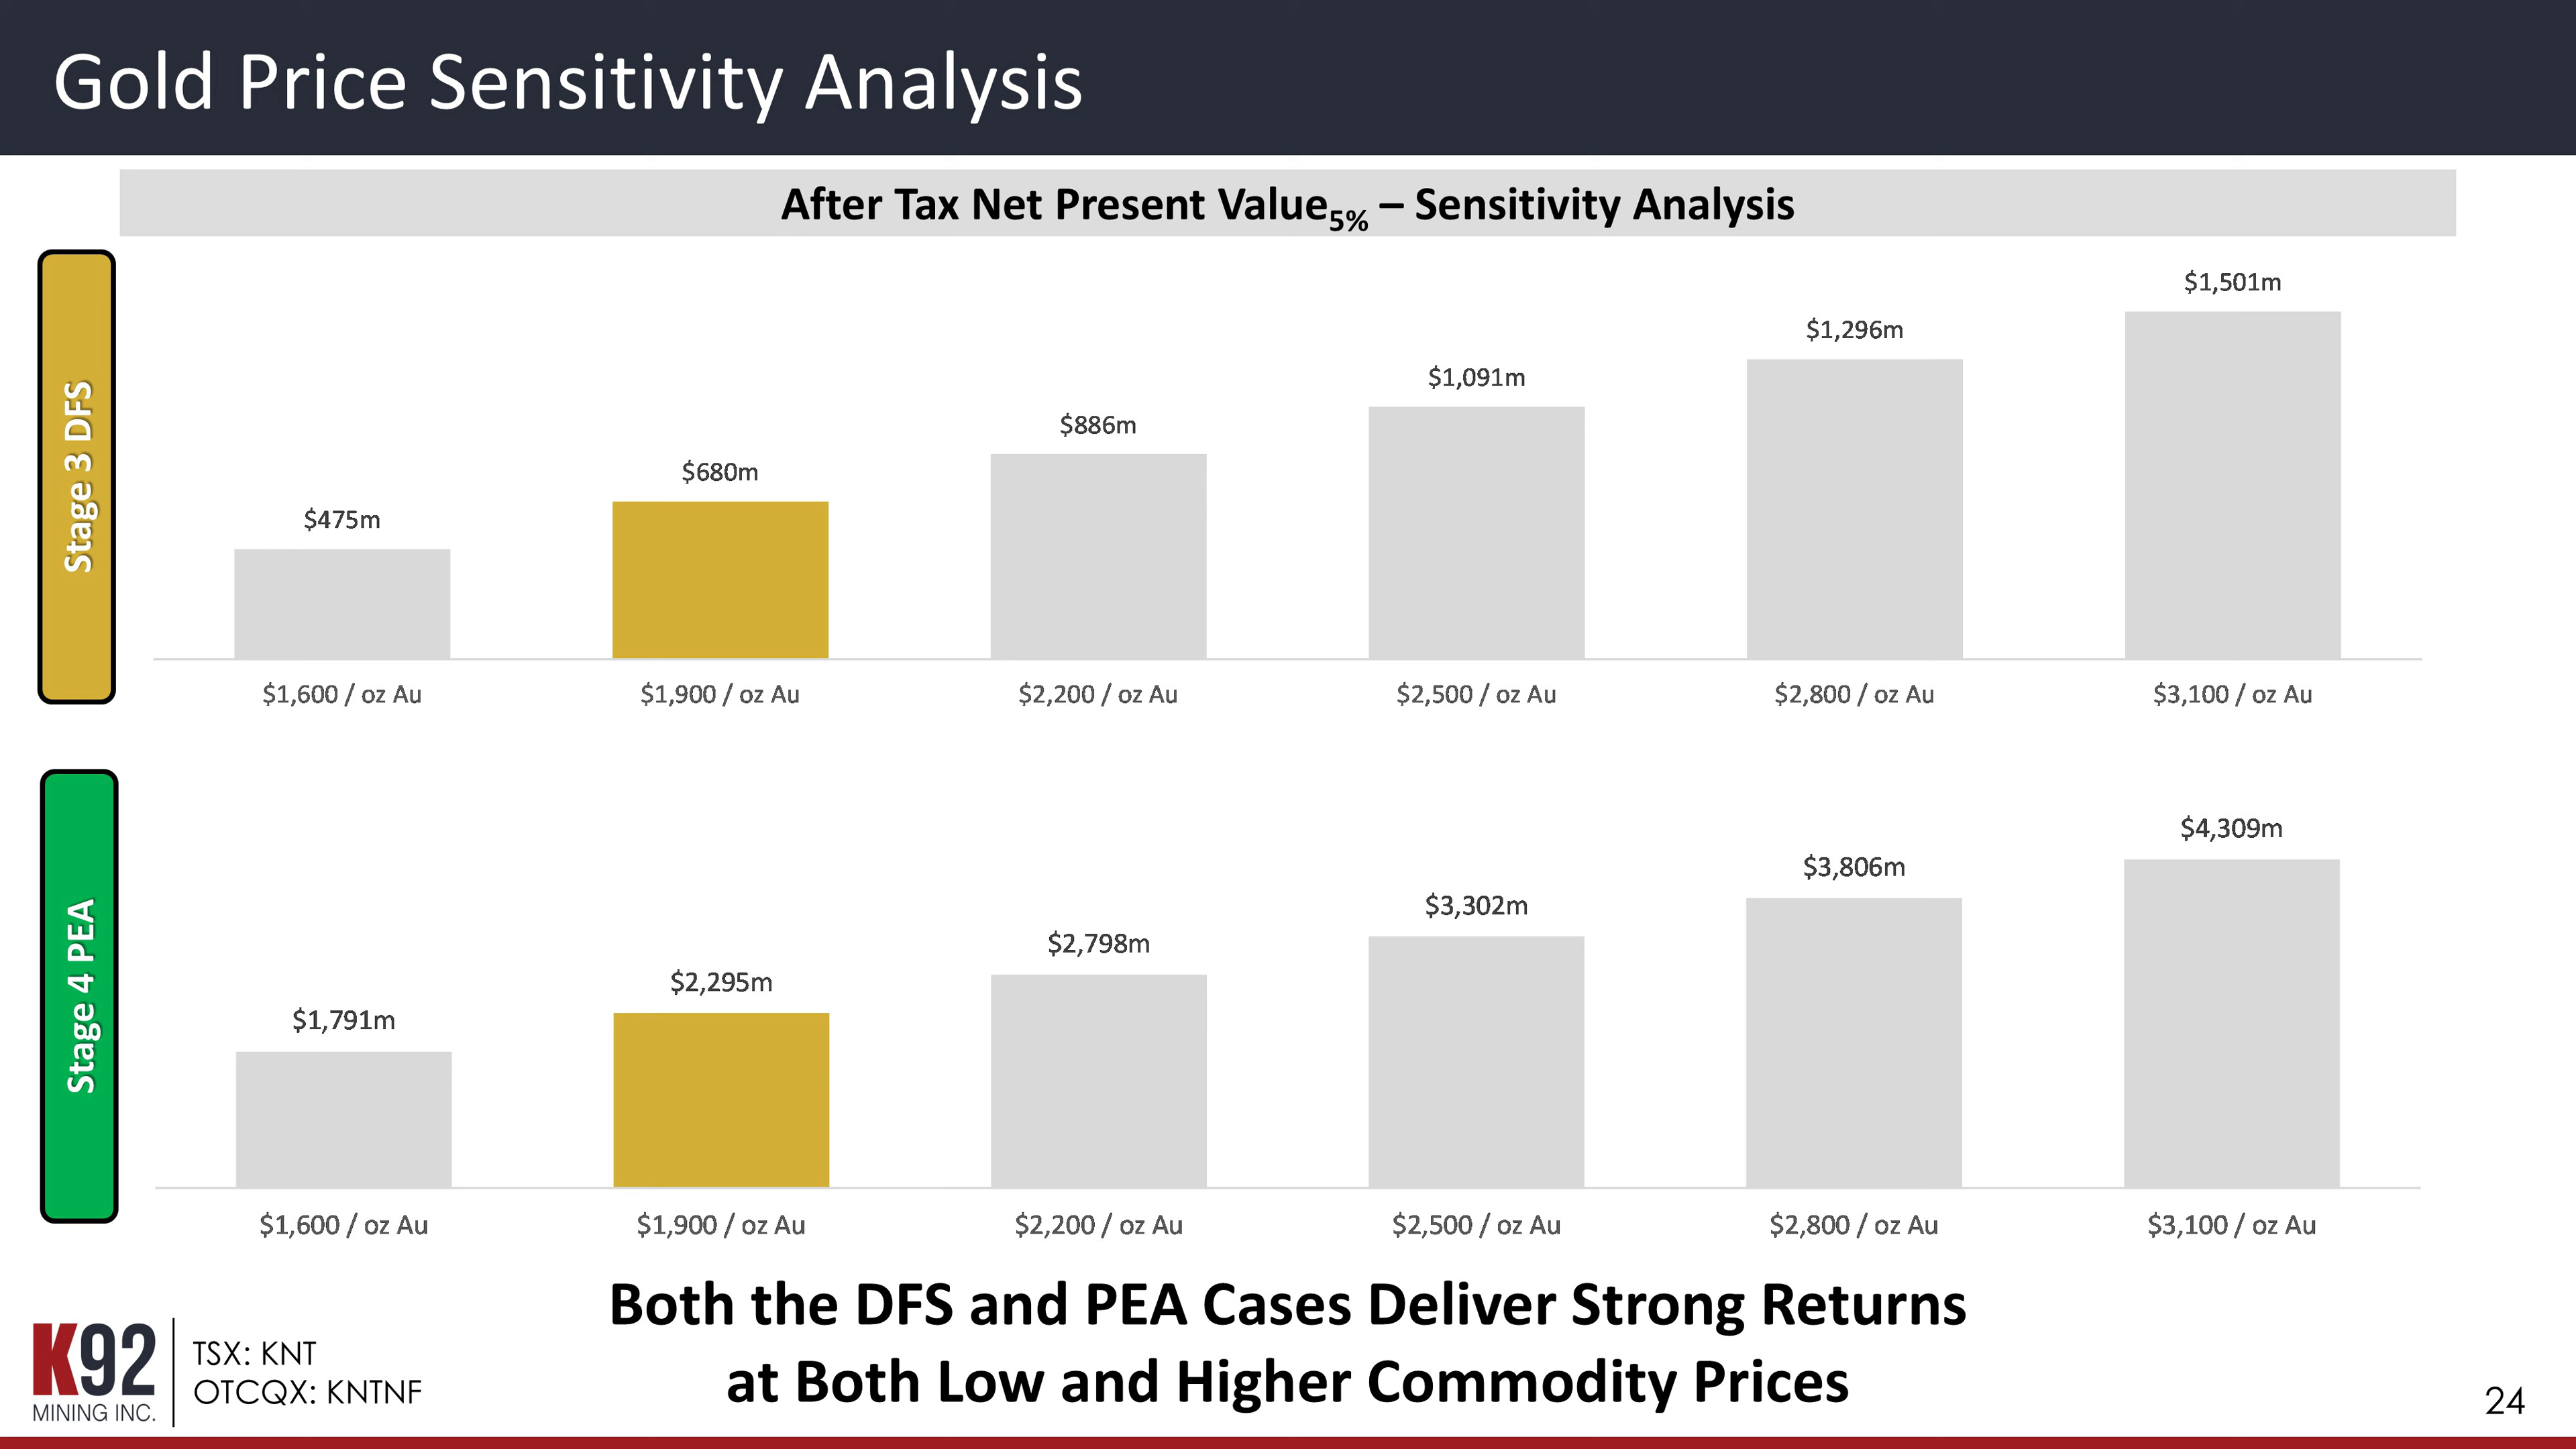 Gold Price Sensitivity Analysis
After Tax Net Present Value5% – Sensitivity Analysis
Stage 3 DFS
$475m
$680m
$886m
$1,091m
$1,296m
$1,501m
$1,600 / oz Au
$1,900 / oz Au
$2,200 / oz Au
$2,500 / oz Au
$2,800 / oz Au
$3,100 / oz Au
Stage 4 PEA
$1,791m
$2,295m
$2,798m
$3,302m
$3,806m
$4,309m
$1,600 / oz Au
$1,900 / oz Au
$2,200 / oz Au
$2,500 / oz Au
$2,800 / oz Au
$3,100 / oz Au
Both the DFS and PEA Cases Deliver Strong Returns
at Both Low and Higher Commodity Prices
K92
MINING INC.
TSX: KNT
OTCQX: KNTNF
24